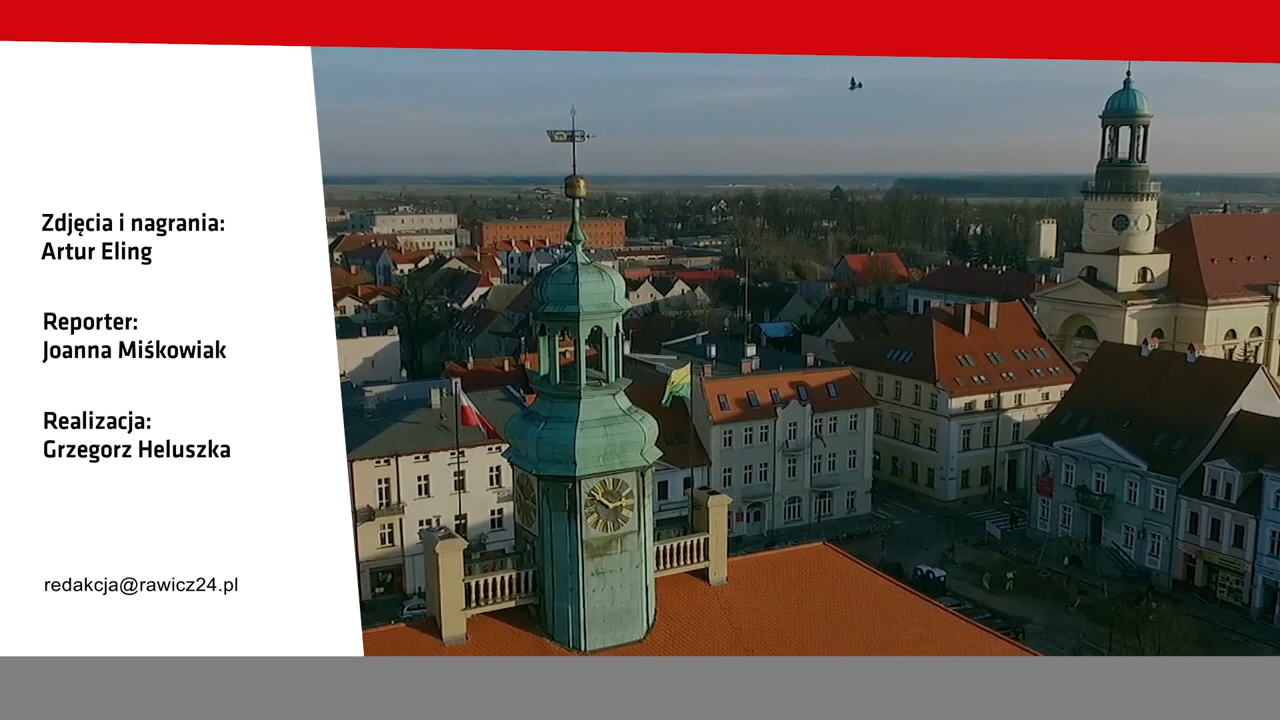 Zdjęcia i nagrania:
Artur Eling
Reporter:
Joanna Miśkowiak
Realizacja:
Grzegorz Heluszka
redakcja@rawicz24.pl